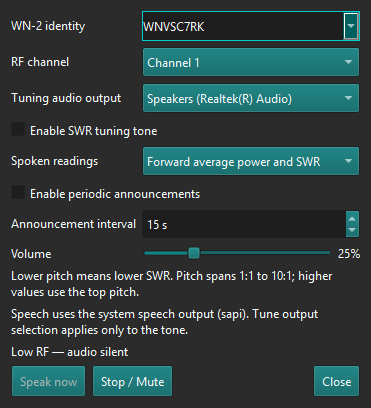 WN-2 identity WNVSC7RK
RF channel Channel 1
Tuning audio output Speakers (Realtek(R) Audio)
Enable SWR tuning tone
Spoken readings Forward average power and SWR
Enable periodic announcements
Announcement interval 15 s
Volume 25%
Lower pitch means lower SWR. Pitch spans 1:1 to 10:1; higher
values use the top pitch.
Speech uses the system speech output (sapi). Tune output
selection applies only to the tone.
Low RF — audio silent
Speak now Stop / Mute Close